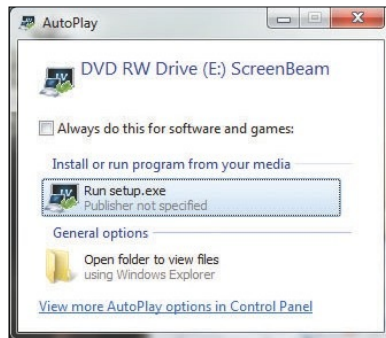 AutoPlay
DVD RW Drive (E:) ScreenBeam
Always do this for software and games:
Install or run program from your media
Run setup.exe
Publisher not specified
General options
Open folder to view files
using Windows Explorer
View more AutoPlay options in Control Panel